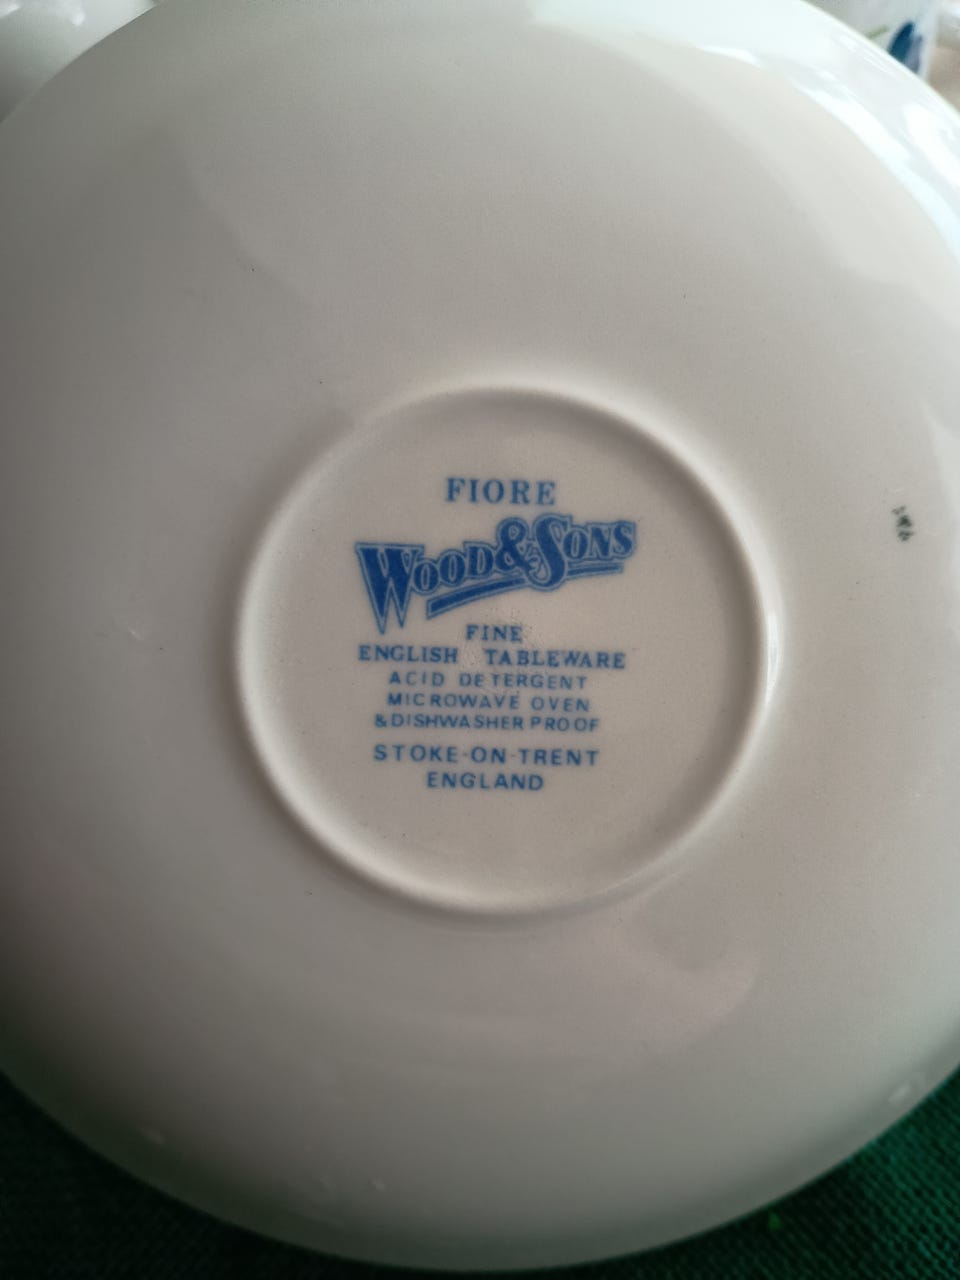 FIORE
WOOD & SONS
FINE
ENGLISH TABLEWARE
ACID DETERGENT
MICROWAVE OVEN
& DISHWASHER PROOF
STOKE-ON-TRENT
ENGLAND